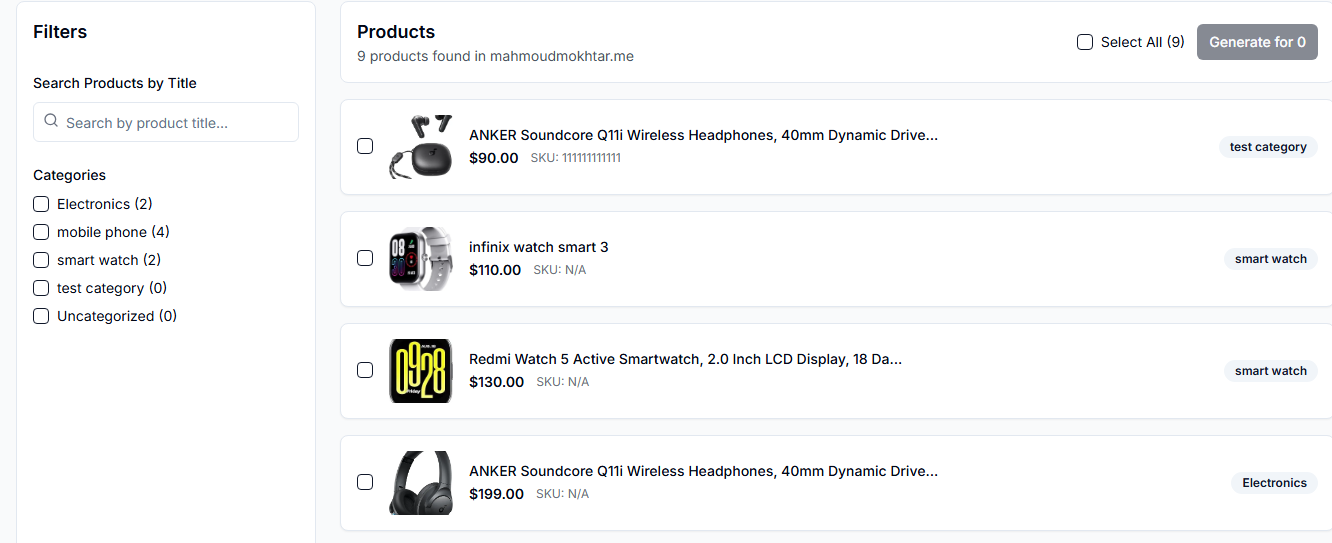 Filters
Search Products by Title
Search by product title...
Categories
Electronics (2)
mobile phone (4)
smart watch (2)
test category (0)
Uncategorized (0)
Products
9 products found in mahmoudmokhtar.me
Select All (9)
Generate for 0
ANKER Soundcore Q11i Wireless Headphones, 40mm Dynamic Drive...
$90.00 SKU: 111111111111
test category
infinix watch smart 3
$110.00 SKU: N/A
smart watch
Redmi Watch 5 Active Smartwatch, 2.0 Inch LCD Display, 18 Da...
$130.00 SKU: N/A
smart watch
0928
Friday
ANKER Soundcore Q11i Wireless Headphones, 40mm Dynamic Drive...
$199.00 SKU: N/A
Electronics